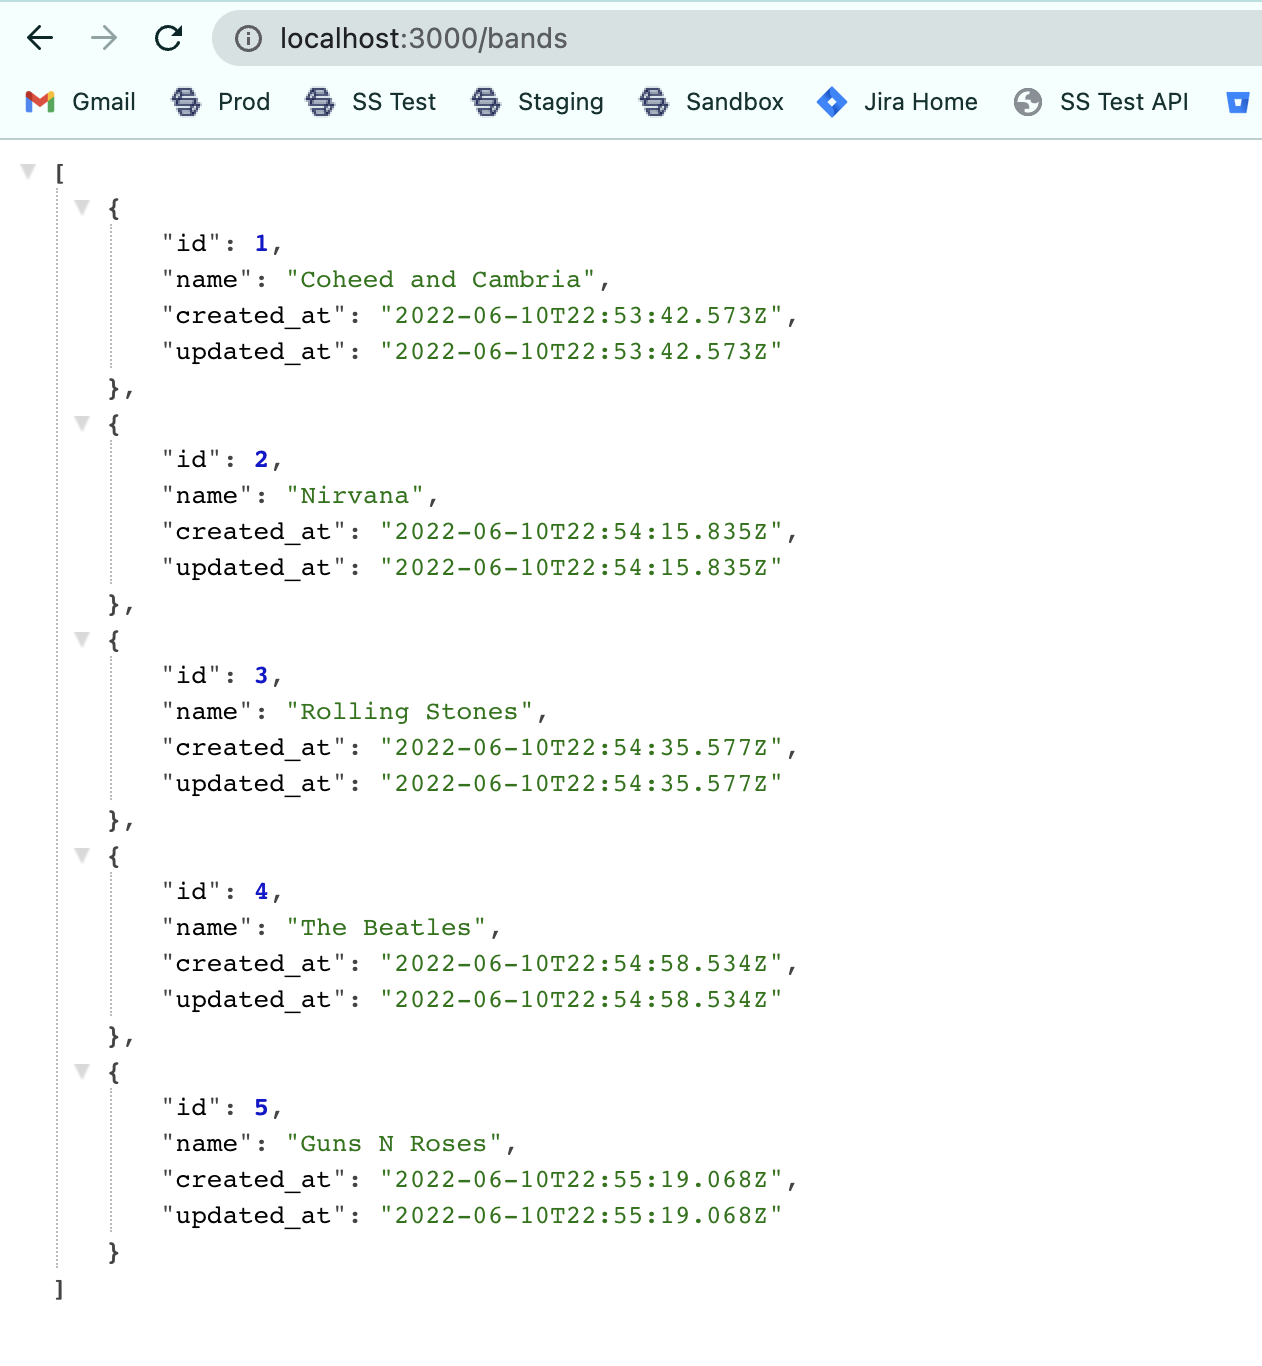 localhost:3000/bands
Gmail Prod SS Test Staging Sandbox Jira Home SS Test API
[
{
"id": 1,
"name": "Coheed and Cambria",
"created_at": "2022-06-10T22:53:42.573Z",
"updated_at": "2022-06-10T22:53:42.573Z"
},
{
"id": 2,
"name": "Nirvana",
"created_at": "2022-06-10T22:54:15.835Z",
"updated_at": "2022-06-10T22:54:15.835Z"
},
{
"id": 3,
"name": "Rolling Stones",
"created_at": "2022-06-10T22:54:35.577Z",
"updated_at": "2022-06-10T22:54:35.577Z"
},
{
"id": 4,
"name": "The Beatles",
"created_at": "2022-06-10T22:54:58.534Z",
"updated_at": "2022-06-10T22:54:58.534Z"
},
{
"id": 5,
"name": "Guns N Roses",
"created_at": "2022-06-10T22:55:19.068Z",
"updated_at": "2022-06-10T22:55:19.068Z"
}
]